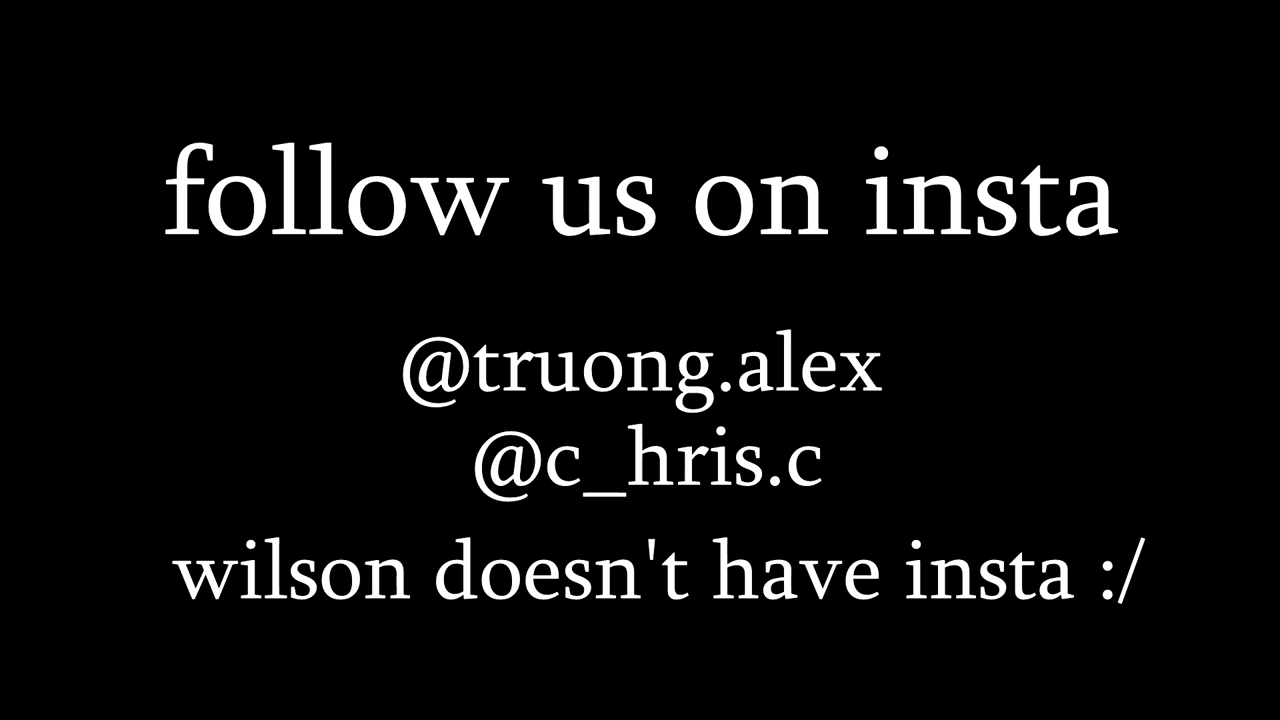 follow us on insta
@truong.alex
@c_hris.c
wilson doesn't have insta :/